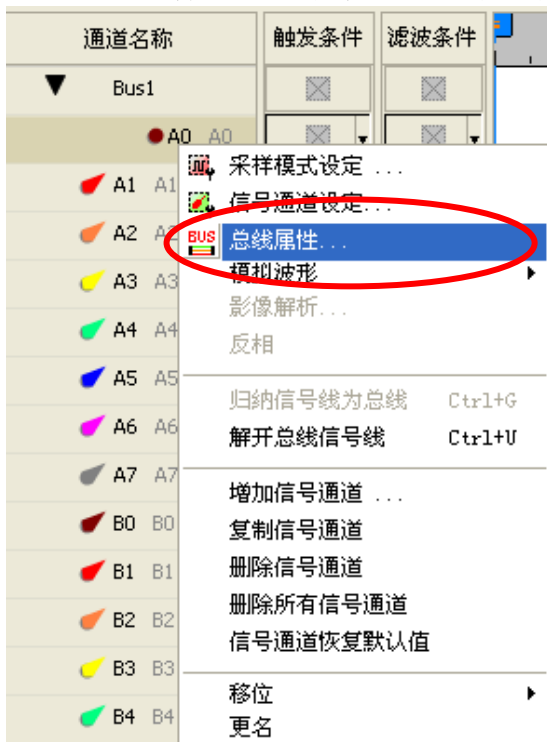 通道名称 触发条件 滤波条件
Bus1
A0 A0
采样模式设定 ...
A1 A1
信号通道设定...
A2 A2
BUS 总线属性...
模拟波形
A3 A3
影像解析...
A4 A4
反相
A5 A5
归纳信号线为总线 Ctrl+G
A6 A6
解开总线信号线 Ctrl+U
A7 A7
增加信号通道 ...
B0 B0
复制信号通道
B1 B1
删除信号通道
删除所有信号通道
B2 B2
信号通道恢复默认值
B3 B3
移位
B4 B4
更名